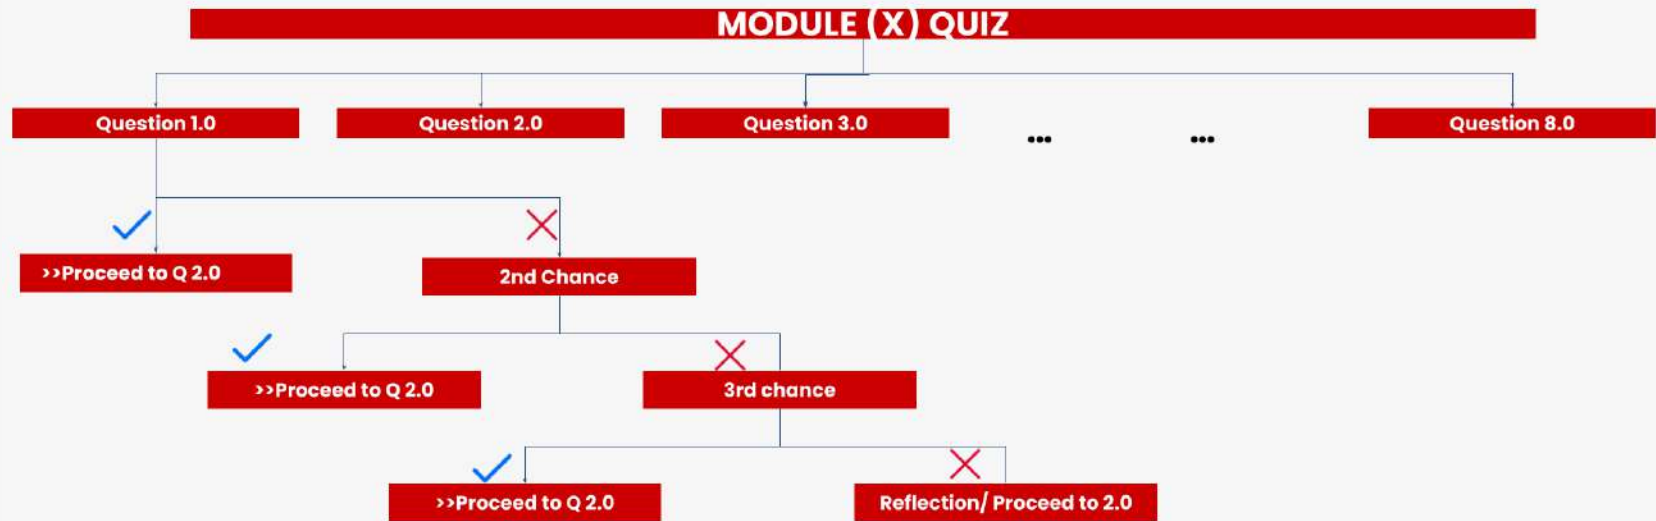 MODULE (X) QUIZ
Question 1.0
Question 2.0
Question 3.0
...
...
Question 8.0
>>Proceed to Q 2.0
2nd Chance
>>Proceed to Q 2.0
3rd chance
>>Proceed to Q 2.0
Reflection/ Proceed to 2.0